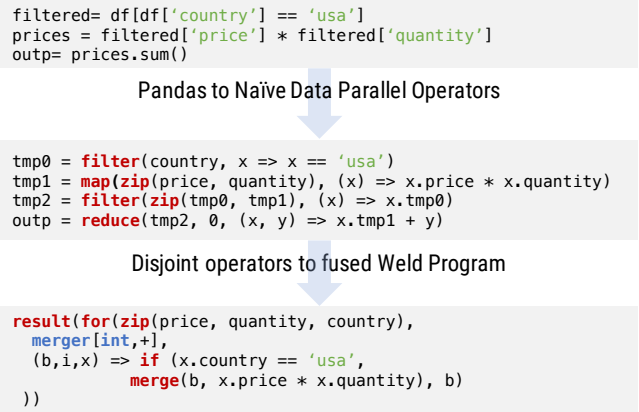 filtered= df[df[‘country’] == ‘usa’]
prices = filtered[‘price’] * filtered[‘quantity’]
outp= prices.sum()
Pandas to Naïve Data Parallel Operators
tmp0 = filter(country, x => x == ‘usa’)
tmp1 = map(zip(price, quantity), (x) => x.price * x.quantity)
tmp2 = filter(zip(tmp0, tmp1), (x) => x.tmp0)
outp = reduce(tmp2, 0, (x, y) => x.tmp1 + y)
Disjoint operators to fused Weld Program
result(for(zip(price, quantity, country),
merger[int,+],
(b,i,x) => if (x.country == ‘usa’,
merge(b, x.price * x.quantity), b)
))